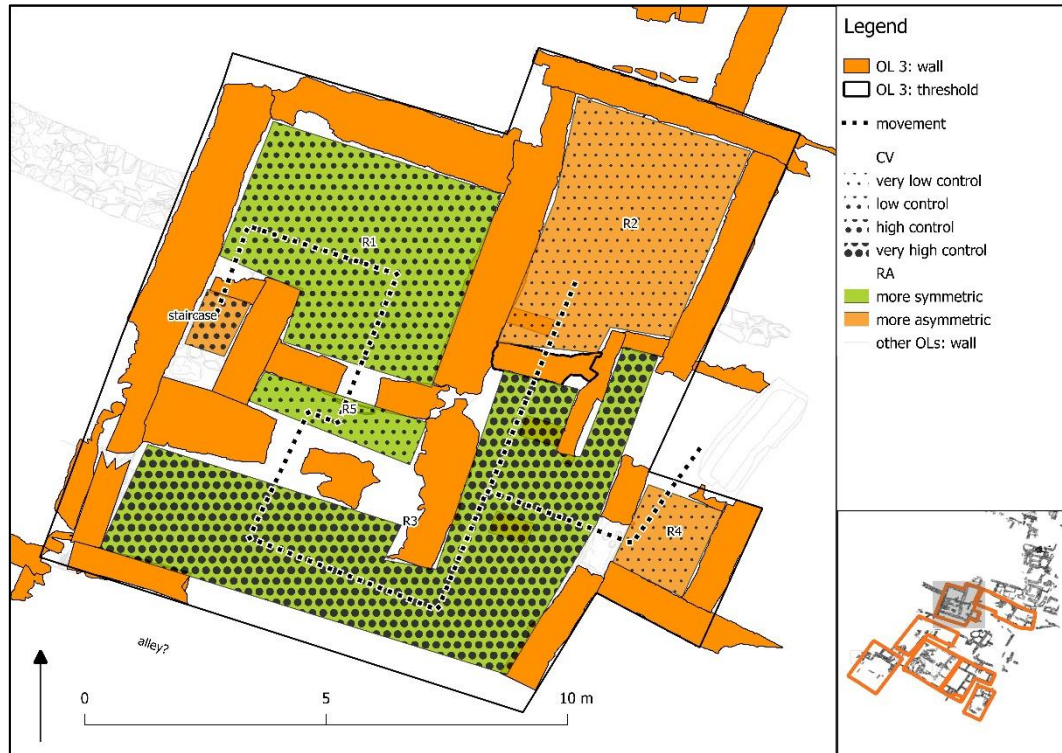 Legend
OL 3: wall
OL 3: threshold
movement
CV
very low control
low control
high control
very high control
RA
more symmetric
more asymmetric
other OLs: wall
R2
R1
staircase
R5
R3
R4
alley?
0 5 10 m